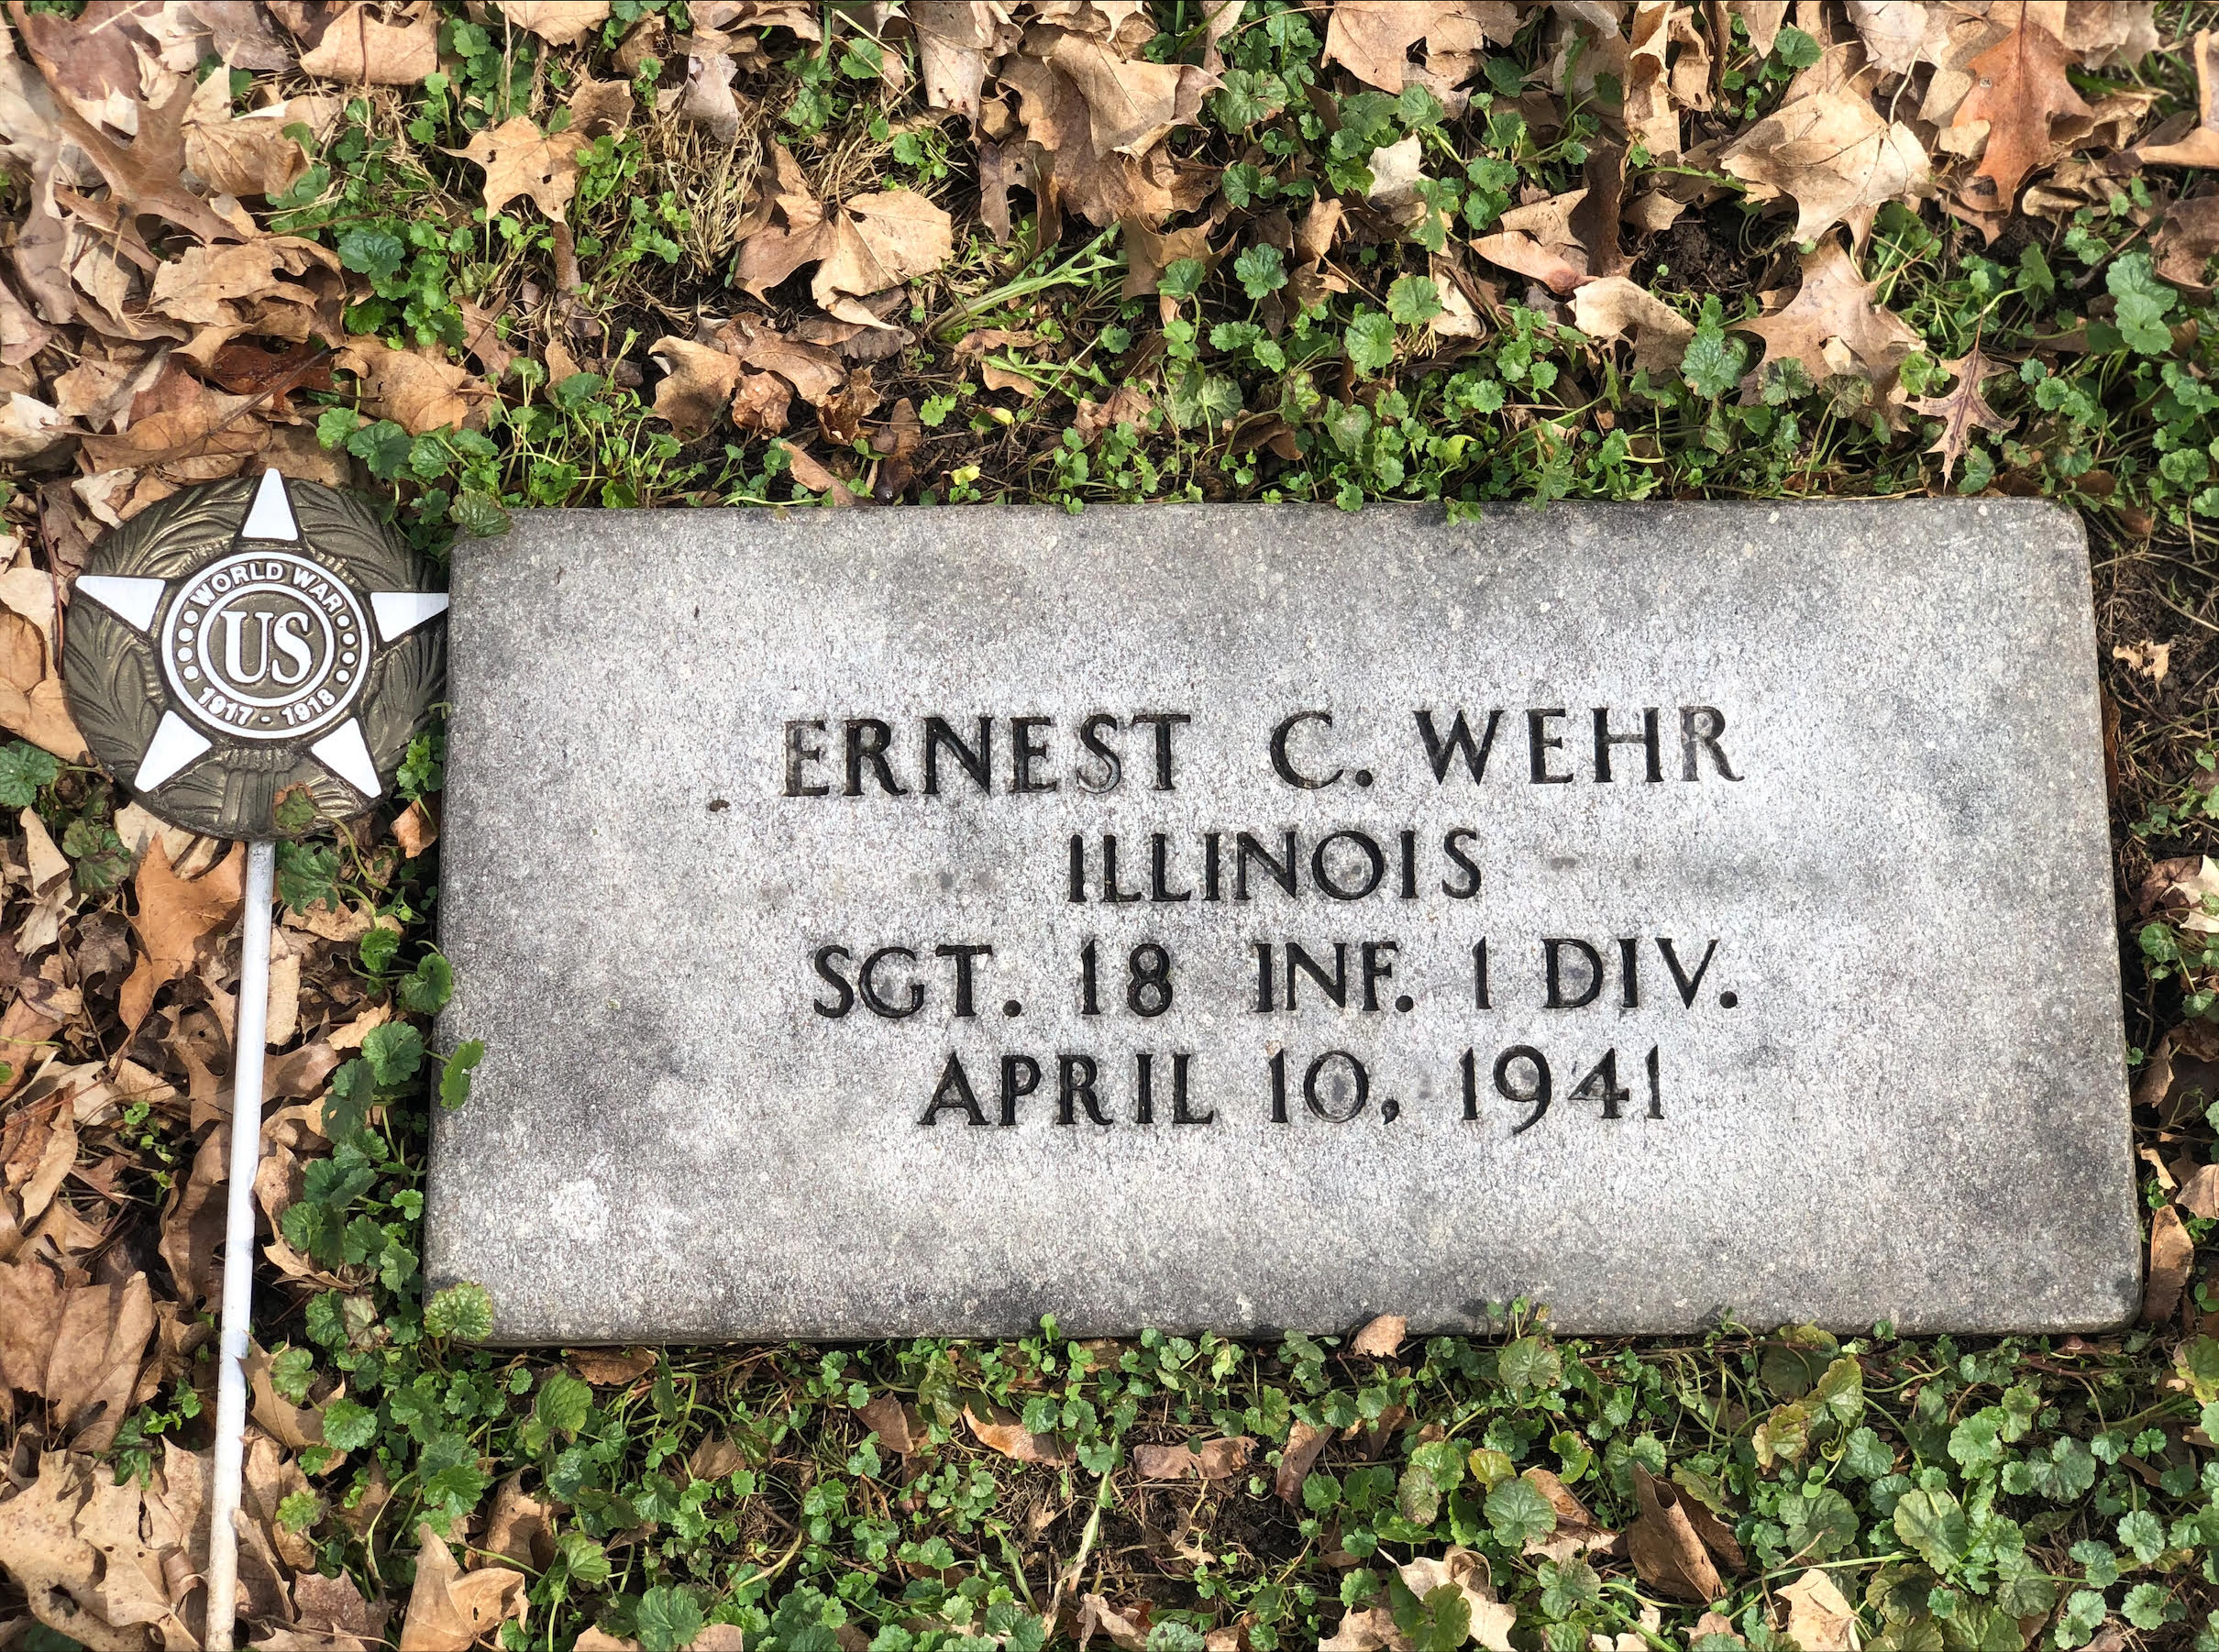 WORLD WAR
US
1917 - 1918
ERNEST C. WEHR
ILLINOIS
SGT. 18 INF. 1 DIV.
APRIL 10, 1941